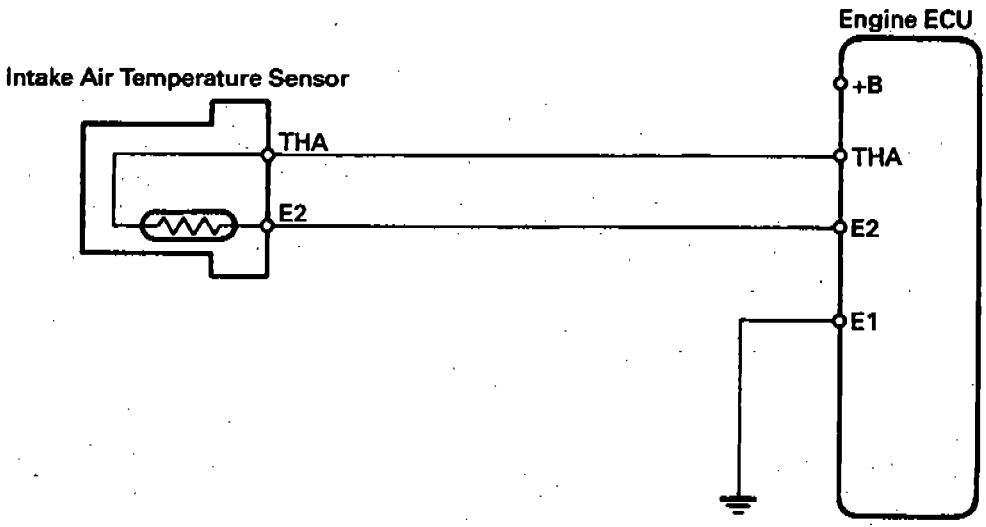 Engine ECU
Intake Air Temperature Sensor
+B
THA
THA
E2
E2
E1